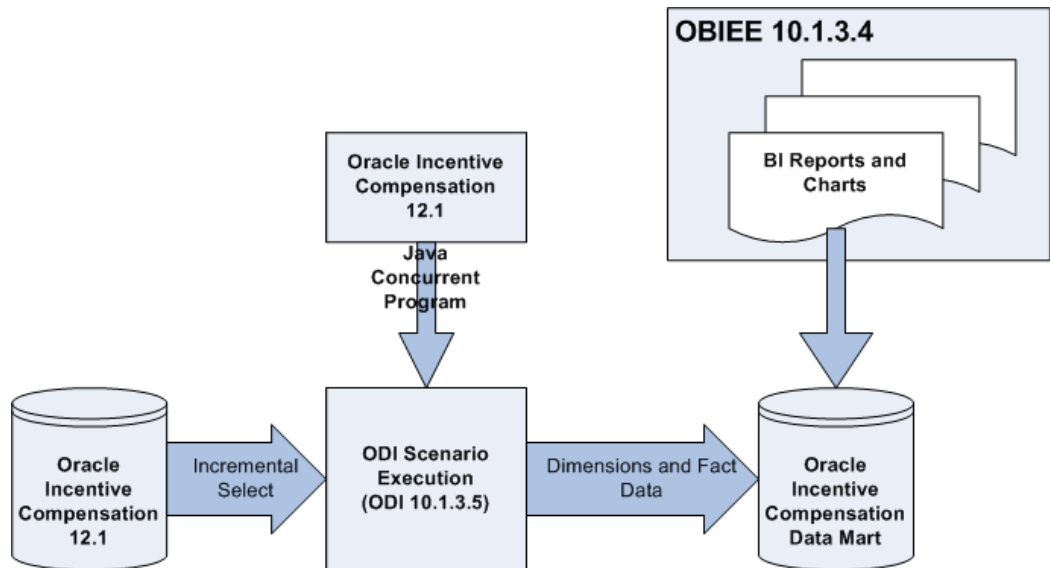 OBIEE 10.1.3.4
BI Reports and
Charts
Oracle Incentive
Compensation
12.1
Java
Concurrent
Program
Oracle
Incentive
Compensation
12.1
Incremental
Select
ODI Scenario
Execution
(ODI 10.1.3.5)
Dimensions and Fact
Data
Oracle
Incentive
Compensation
Data Mart